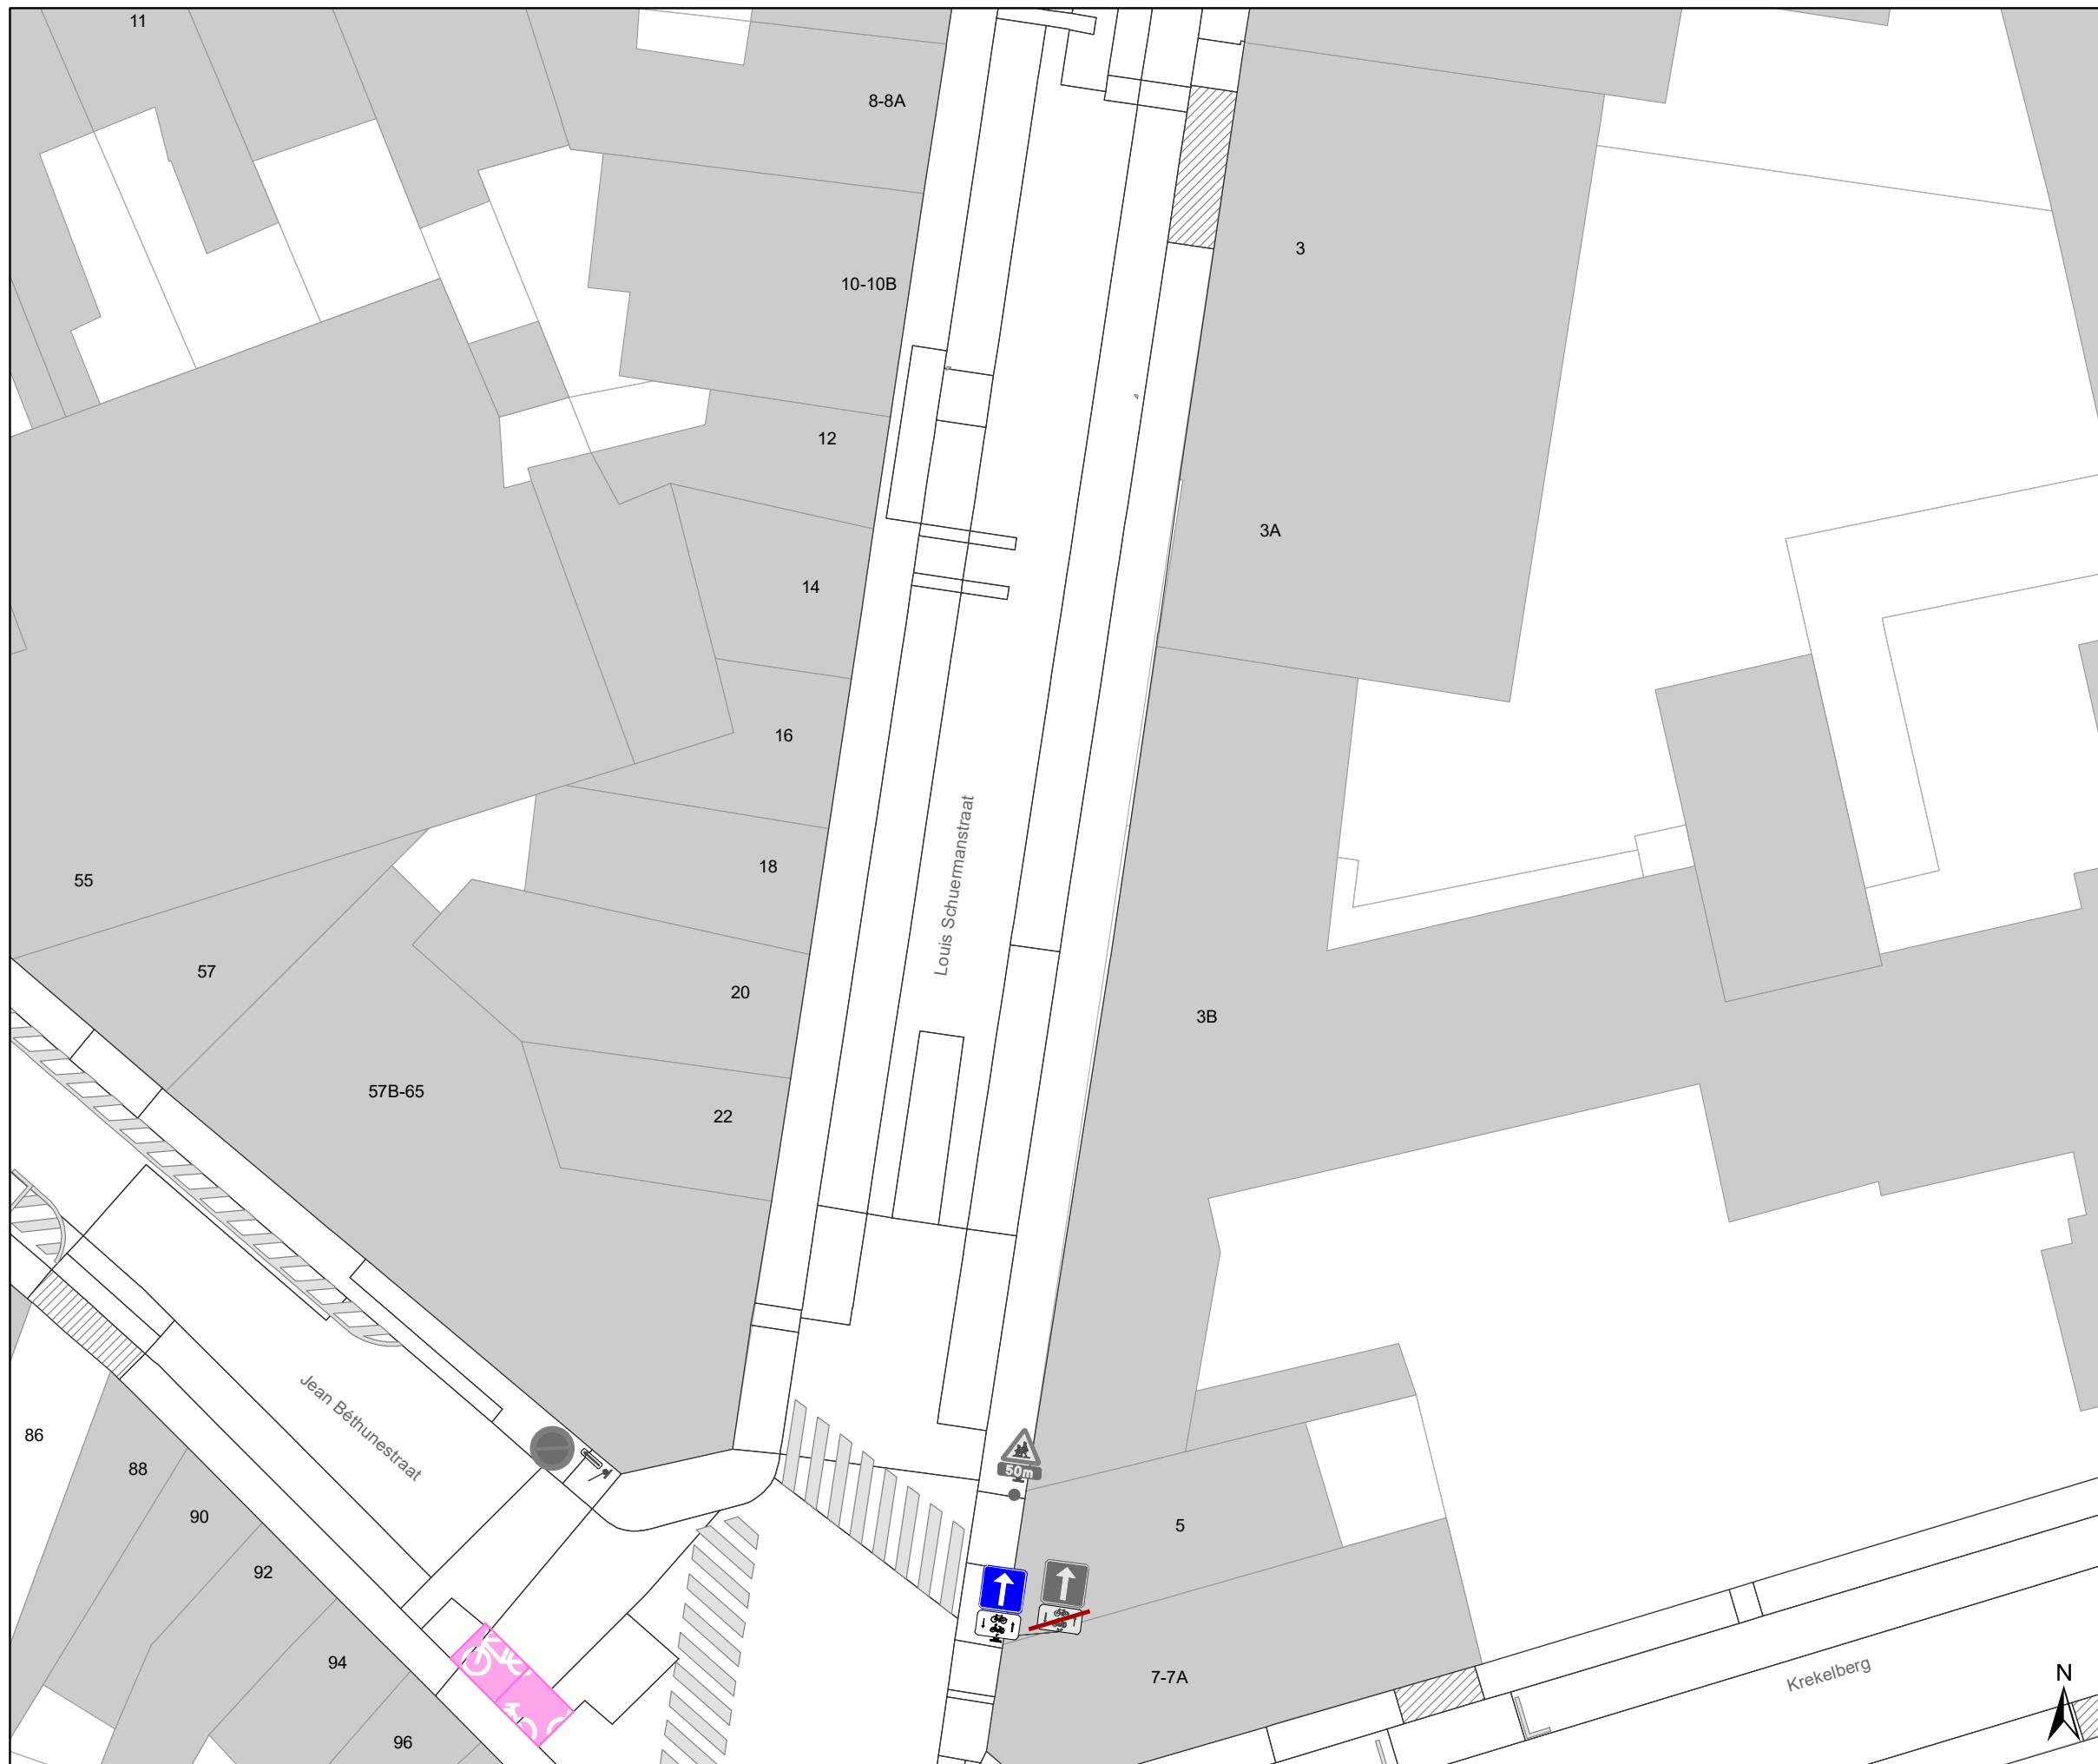 11
8-8A
3
10-10B
12
3A
14
16
Louis Schuermanstraat
18
55
57
20
3B
57B-65
22
Jean Béthunestraat
86
50m
88
90
5
92
94
7-7A
Krekelberg
N
96